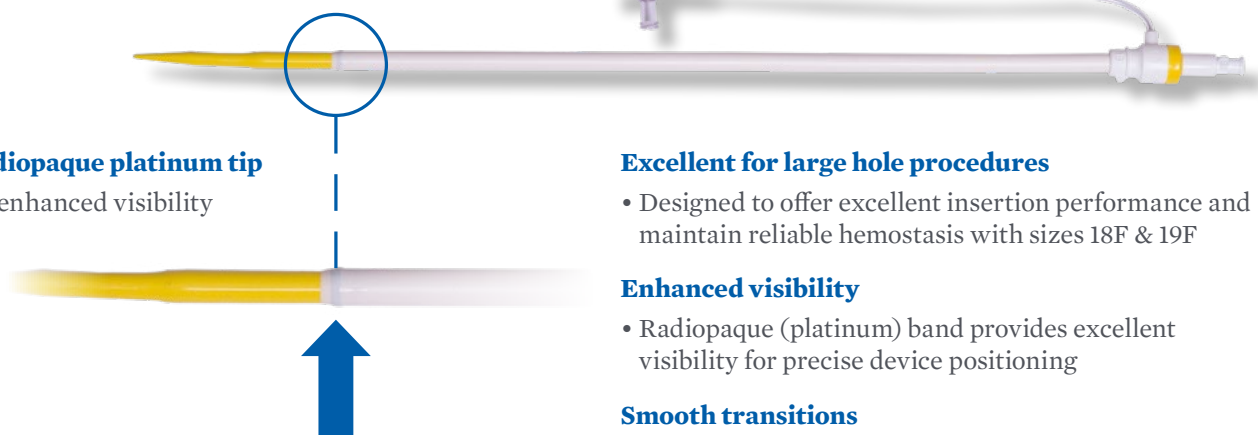 diopaque platinum tip
enhanced visibility
Excellent for large hole procedures
• Designed to offer excellent insertion performance and
maintain reliable hemostasis with sizes 18F & 19F
Enhanced visibility
• Radiopaque (platinum) band provides excellent
visibility for precise device positioning
Smooth transitions